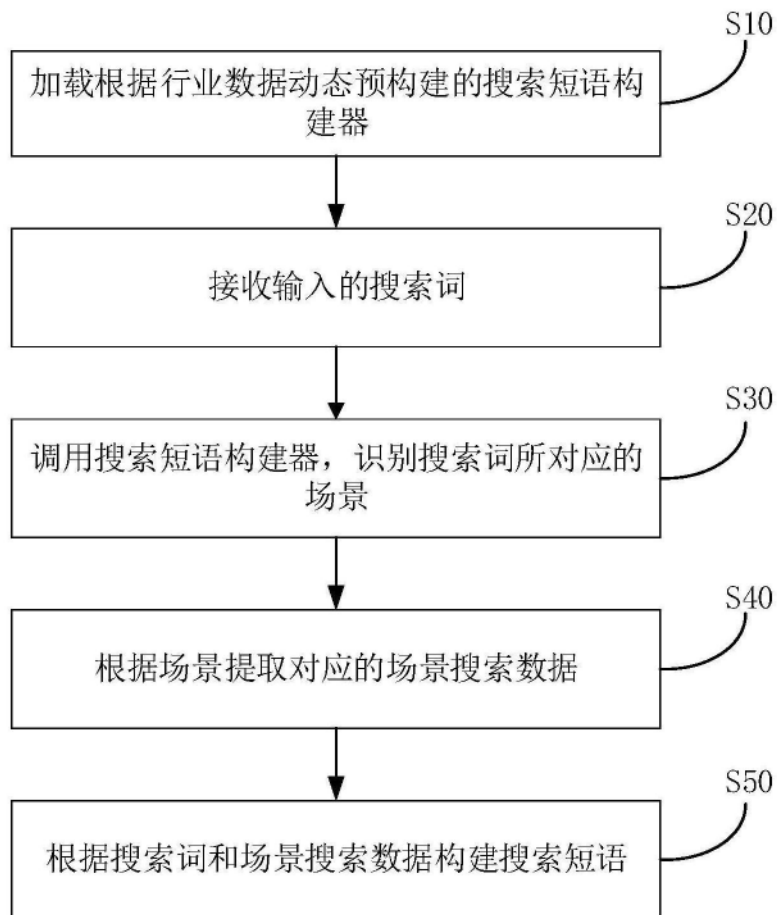 S10
加载根据行业数据动态预构建的搜索短语构
建器
S20
接收输入的搜索词
S30
调用搜索短语构建器，识别搜索词所对应的
场景
S40
根据场景提取对应的场景搜索数据
S50
根据搜索词和场景搜索数据构建搜索短语